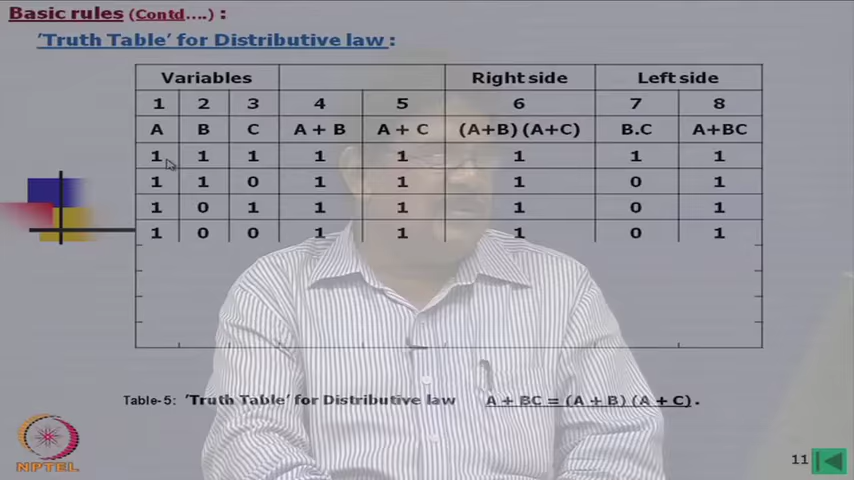 Basic rules (Contd....) :
'Truth Table' for Distributive law :
Variables Right side Left side
1 2 3 4 5 6 7 8
A B C A + B A + C (A+B) (A+C) B.C A+BC
1 1 1 1 1 1 1 1
1 1 0 1 1 1 0 1
1 0 1 1 1 1 0 1
1 0 0 1 1 1 0 1
Table-5: 'Truth Table' for Distributive law A + BC = (A + B) (A + C).
NPTEL
11